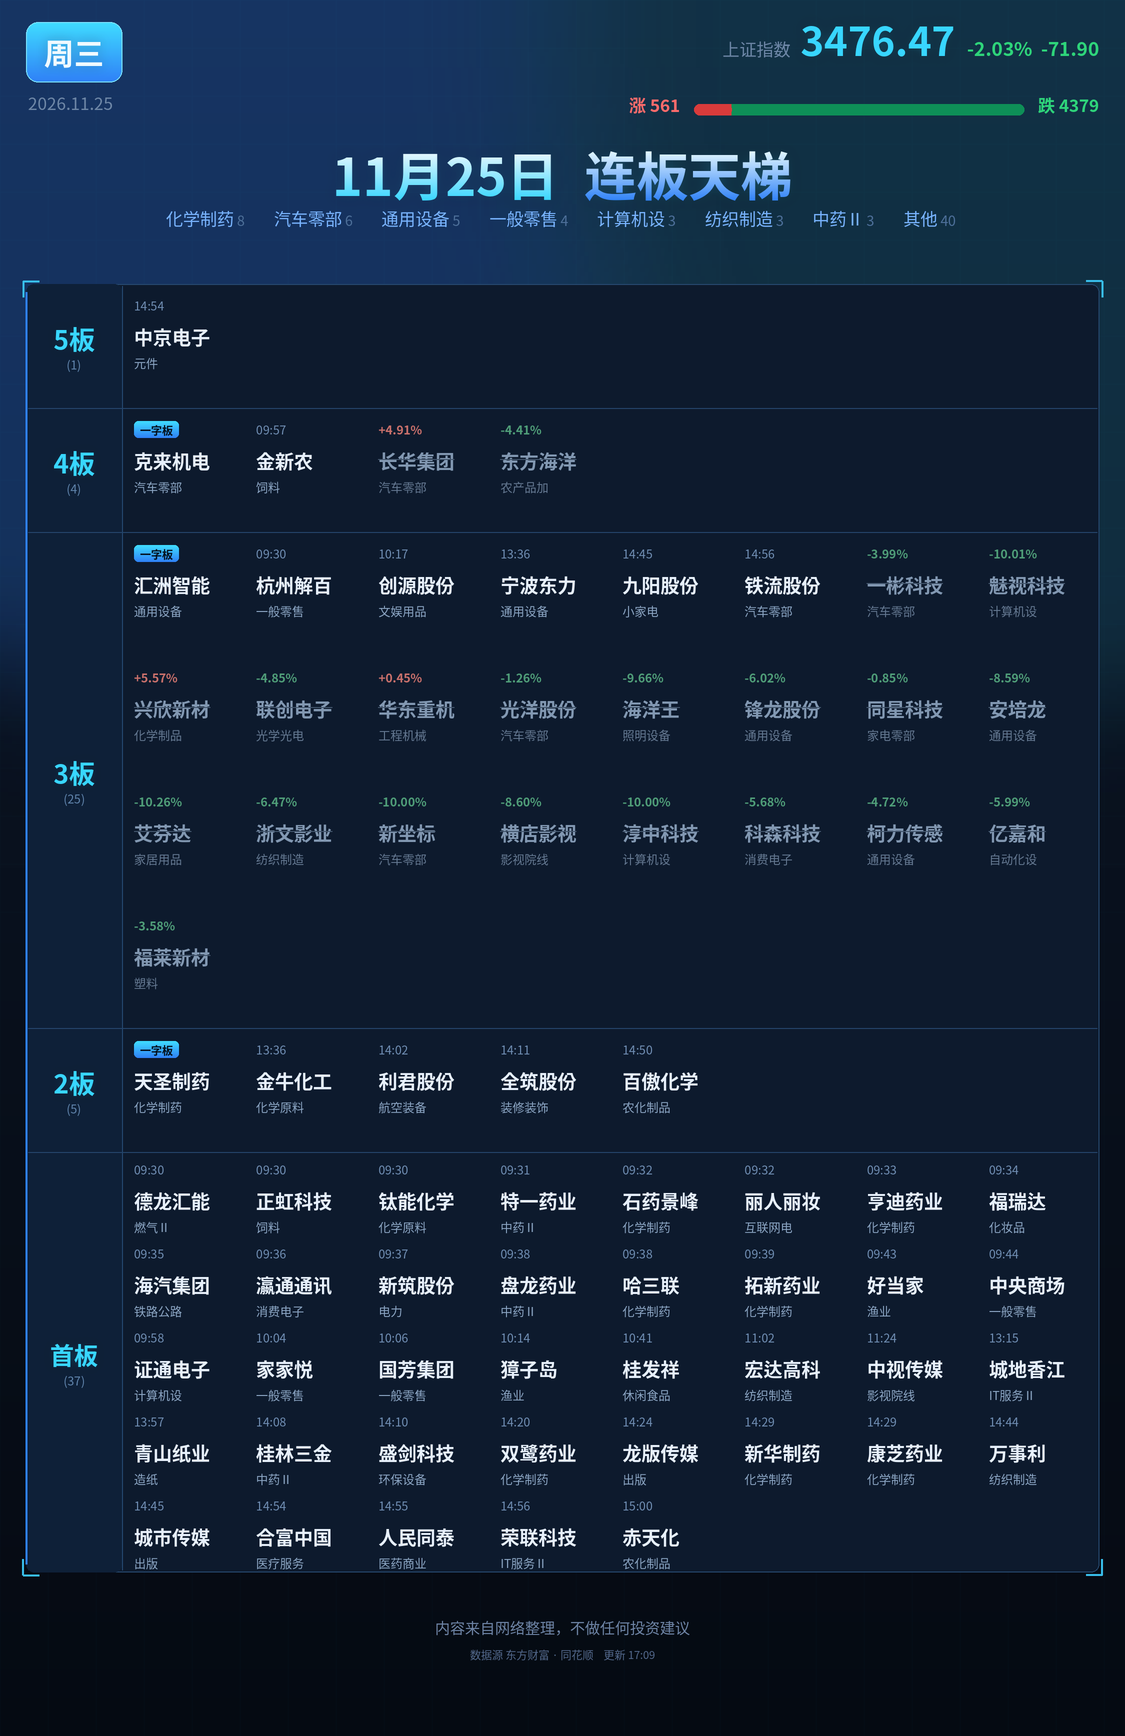 周三
上证指数 3476.47 -2.03% -71.90
2026.11.25
涨 561 跌 4379
11月25日 连板天梯
化学制药 8 汽车零部 6 通用设备 5 一般零售 4 计算机设 3 纺织制造 3 中药Ⅱ 3 其他 40
5板
(1)
14:54
中京电子
元件
4板
(4)
一字板 09:57 +4.91% -4.41%
克来机电 金新农 长华集团 东方海洋
汽车零部 饲料 汽车零部 农产品加
3板
(25)
一字板 09:30 10:17 13:36 14:45 14:56 -3.99% -10.01%
汇洲智能 杭州解百 创源股份 宁波东力 九阳股份 铁流股份 一彬科技 魅视科技
通用设备 一般零售 文娱用品 通用设备 小家电 汽车零部 汽车零部 计算机设
+5.57% -4.85% +0.45% -1.26% -9.66% -6.02% -0.85% -8.59%
兴欣新材 联创电子 华东重机 光洋股份 海洋王 锋龙股份 同星科技 安培龙
化学制品 光学光电 工程机械 汽车零部 照明设备 通用设备 家电零部 通用设备
-10.26% -6.47% -10.00% -8.60% -10.00% -5.68% -4.72% -5.99%
艾芬达 浙文影业 新坐标 横店影视 淳中科技 科森科技 柯力传感 亿嘉和
家居用品 纺织制造 汽车零部 影视院线 计算机设 消费电子 通用设备 自动化设
-3.58%
福莱新材
塑料
2板
(5)
一字板 13:36 14:02 14:11 14:50
天圣制药 金牛化工 利君股份 全筑股份 百傲化学
化学制药 化学原料 航空装备 装修装饰 农化制品
首板
(37)
09:30 09:30 09:30 09:31 09:32 09:32 09:33 09:34
德龙汇能 正虹科技 钛能化学 特一药业 石药景峰 丽人丽妆 亨迪药业 福瑞达
燃气Ⅱ 饲料 化学原料 中药Ⅱ 化学制药 互联网电 化学制药 化妆品
09:35 09:36 09:37 09:38 09:38 09:39 09:43 09:44
海汽集团 瀛通通讯 新筑股份 盘龙药业 哈三联 拓新药业 好当家 中央商场
铁路公路 消费电子 电力 中药Ⅱ 化学制药 化学制药 渔业 一般零售
09:58 10:04 10:06 10:14 10:41 11:02 11:24 13:15
证通电子 家家悦 国芳集团 獐子岛 桂发祥 宏达高科 中视传媒 城地香江
计算机设 一般零售 一般零售 渔业 休闲食品 纺织制造 影视院线 IT服务Ⅱ
13:57 14:08 14:10 14:20 14:24 14:29 14:29 14:44
青山纸业 桂林三金 盛剑科技 双鹭药业 龙版传媒 新华制药 康芝药业 万事利
造纸 中药Ⅱ 环保设备 化学制药 出版 化学制药 化学制药 纺织制造
14:45 14:54 14:55 14:56 15:00
城市传媒 合富中国 人民同泰 荣联科技 赤天化
出版 医疗服务 医药商业 IT服务Ⅱ 农化制品
内容来自网络整理，不做任何投资建议
数据源 东方财富 · 同花顺 更新 17:09